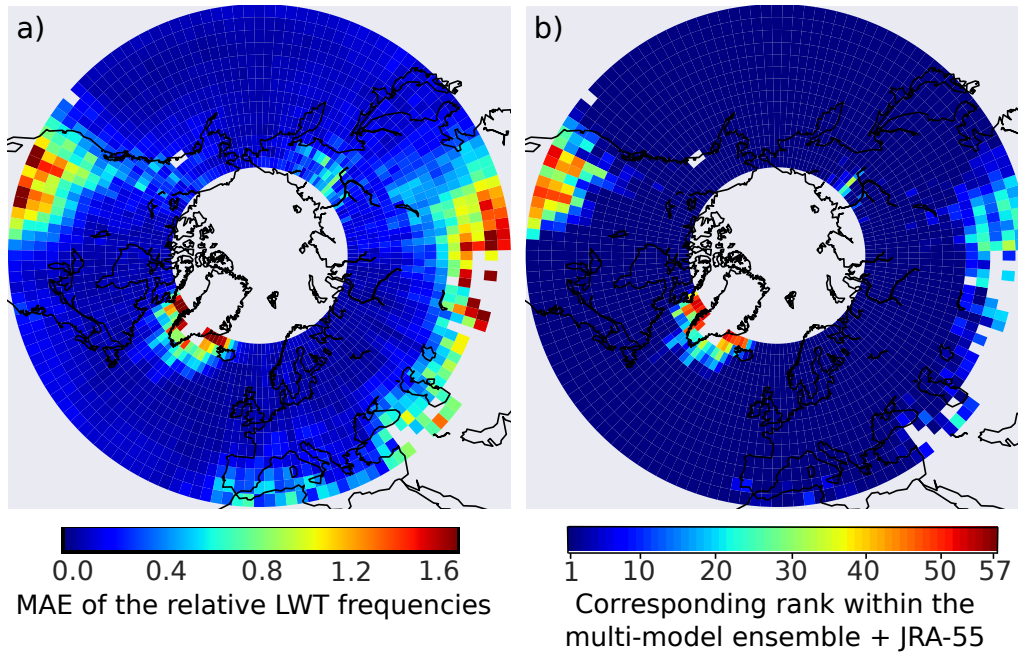 a)
b)
0.0 0.4 0.8 1.2 1.6
MAE of the relative LWT frequencies
1 10 20 30 40 50 57
Corresponding rank within the
multi-model ensemble + JRA-55